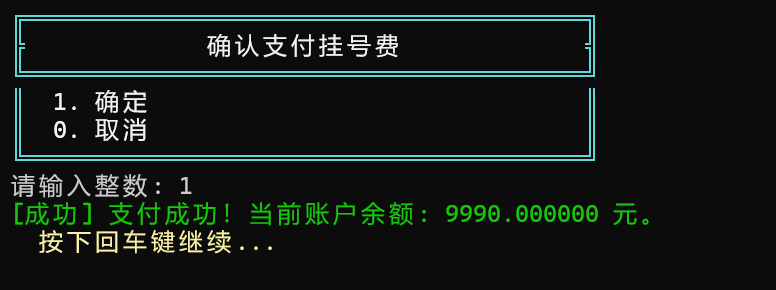 确认支付挂号费
1. 确定
0. 取消
请输入整数: 1
[成功] 支付成功! 当前账户余额: 9990.000000 元。
按下回车键继续...